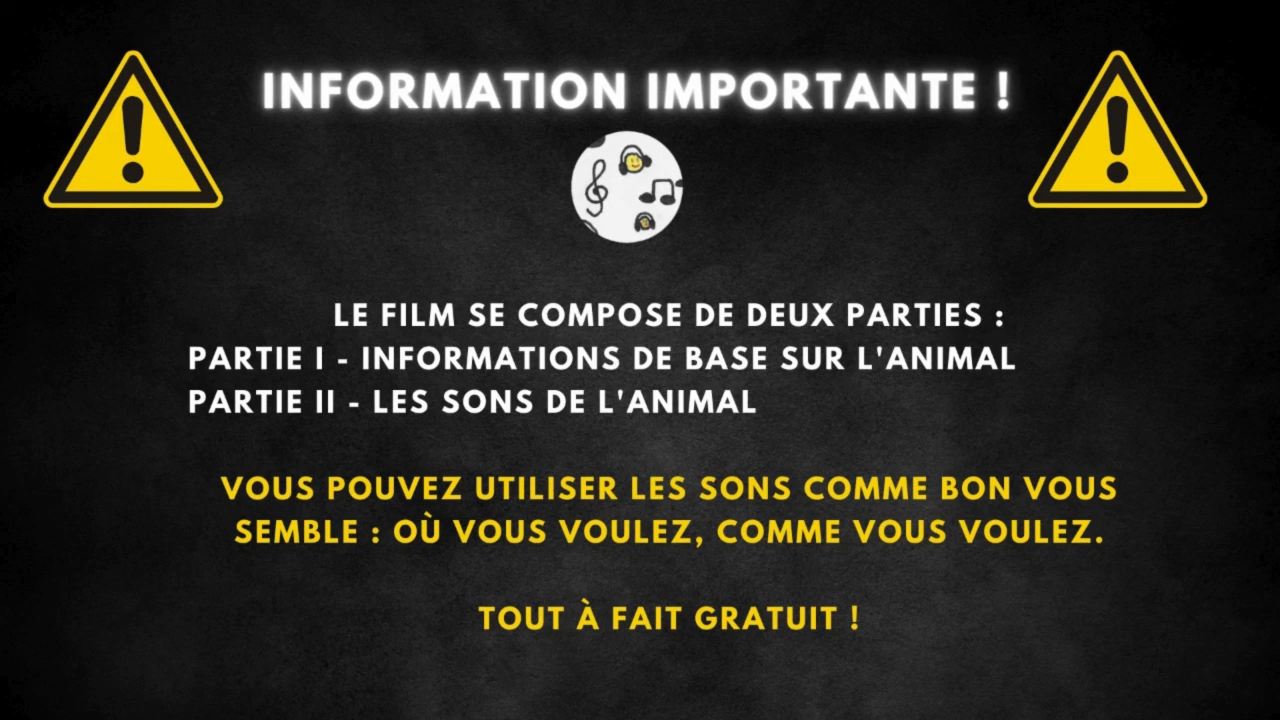 INFORMATION IMPORTANTE !
LE FILM SE COMPOSE DE DEUX PARTIES :
PARTIE I - INFORMATIONS DE BASE SUR L'ANIMAL
PARTIE II - LES SONS DE L'ANIMAL
VOUS POUVEZ UTILISER LES SONS COMME BON VOUS
SEMBLE : OÙ VOUS VOULEZ, COMME VOUS VOULEZ.
TOUT À FAIT GRATUIT !